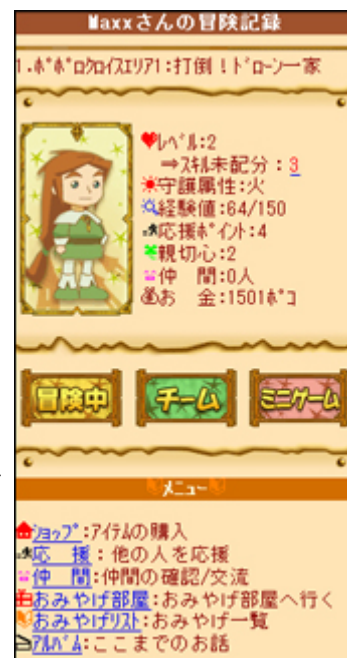 Maxxさんの冒険記録
1.ﾎﾟﾎﾟﾛｸﾛｲｽｴﾘｱ1:打倒！ﾄﾞﾛｰﾝ一家
ﾚﾍﾞﾙ:2
⇒ｽｷﾙ未配分：3
守護属性:火
経験値:64/150
応援ﾎﾟｲﾝﾄ:4
親切心:2
仲　間:0人
お　金:1501ﾎﾟｺ
冒険中
チーム
ミニゲーム
ﾒﾆｭｰ
ｼｮｯﾌﾟ:ｱｲﾃﾑの購入
応　援：他の人を応援
仲　間:仲間の確認/交流
おみやげ部屋:おみやげ部屋へ行く
おみやげﾘｽﾄ:おみやげ一覧
ｱﾙﾊﾞﾑ:ここまでのお話